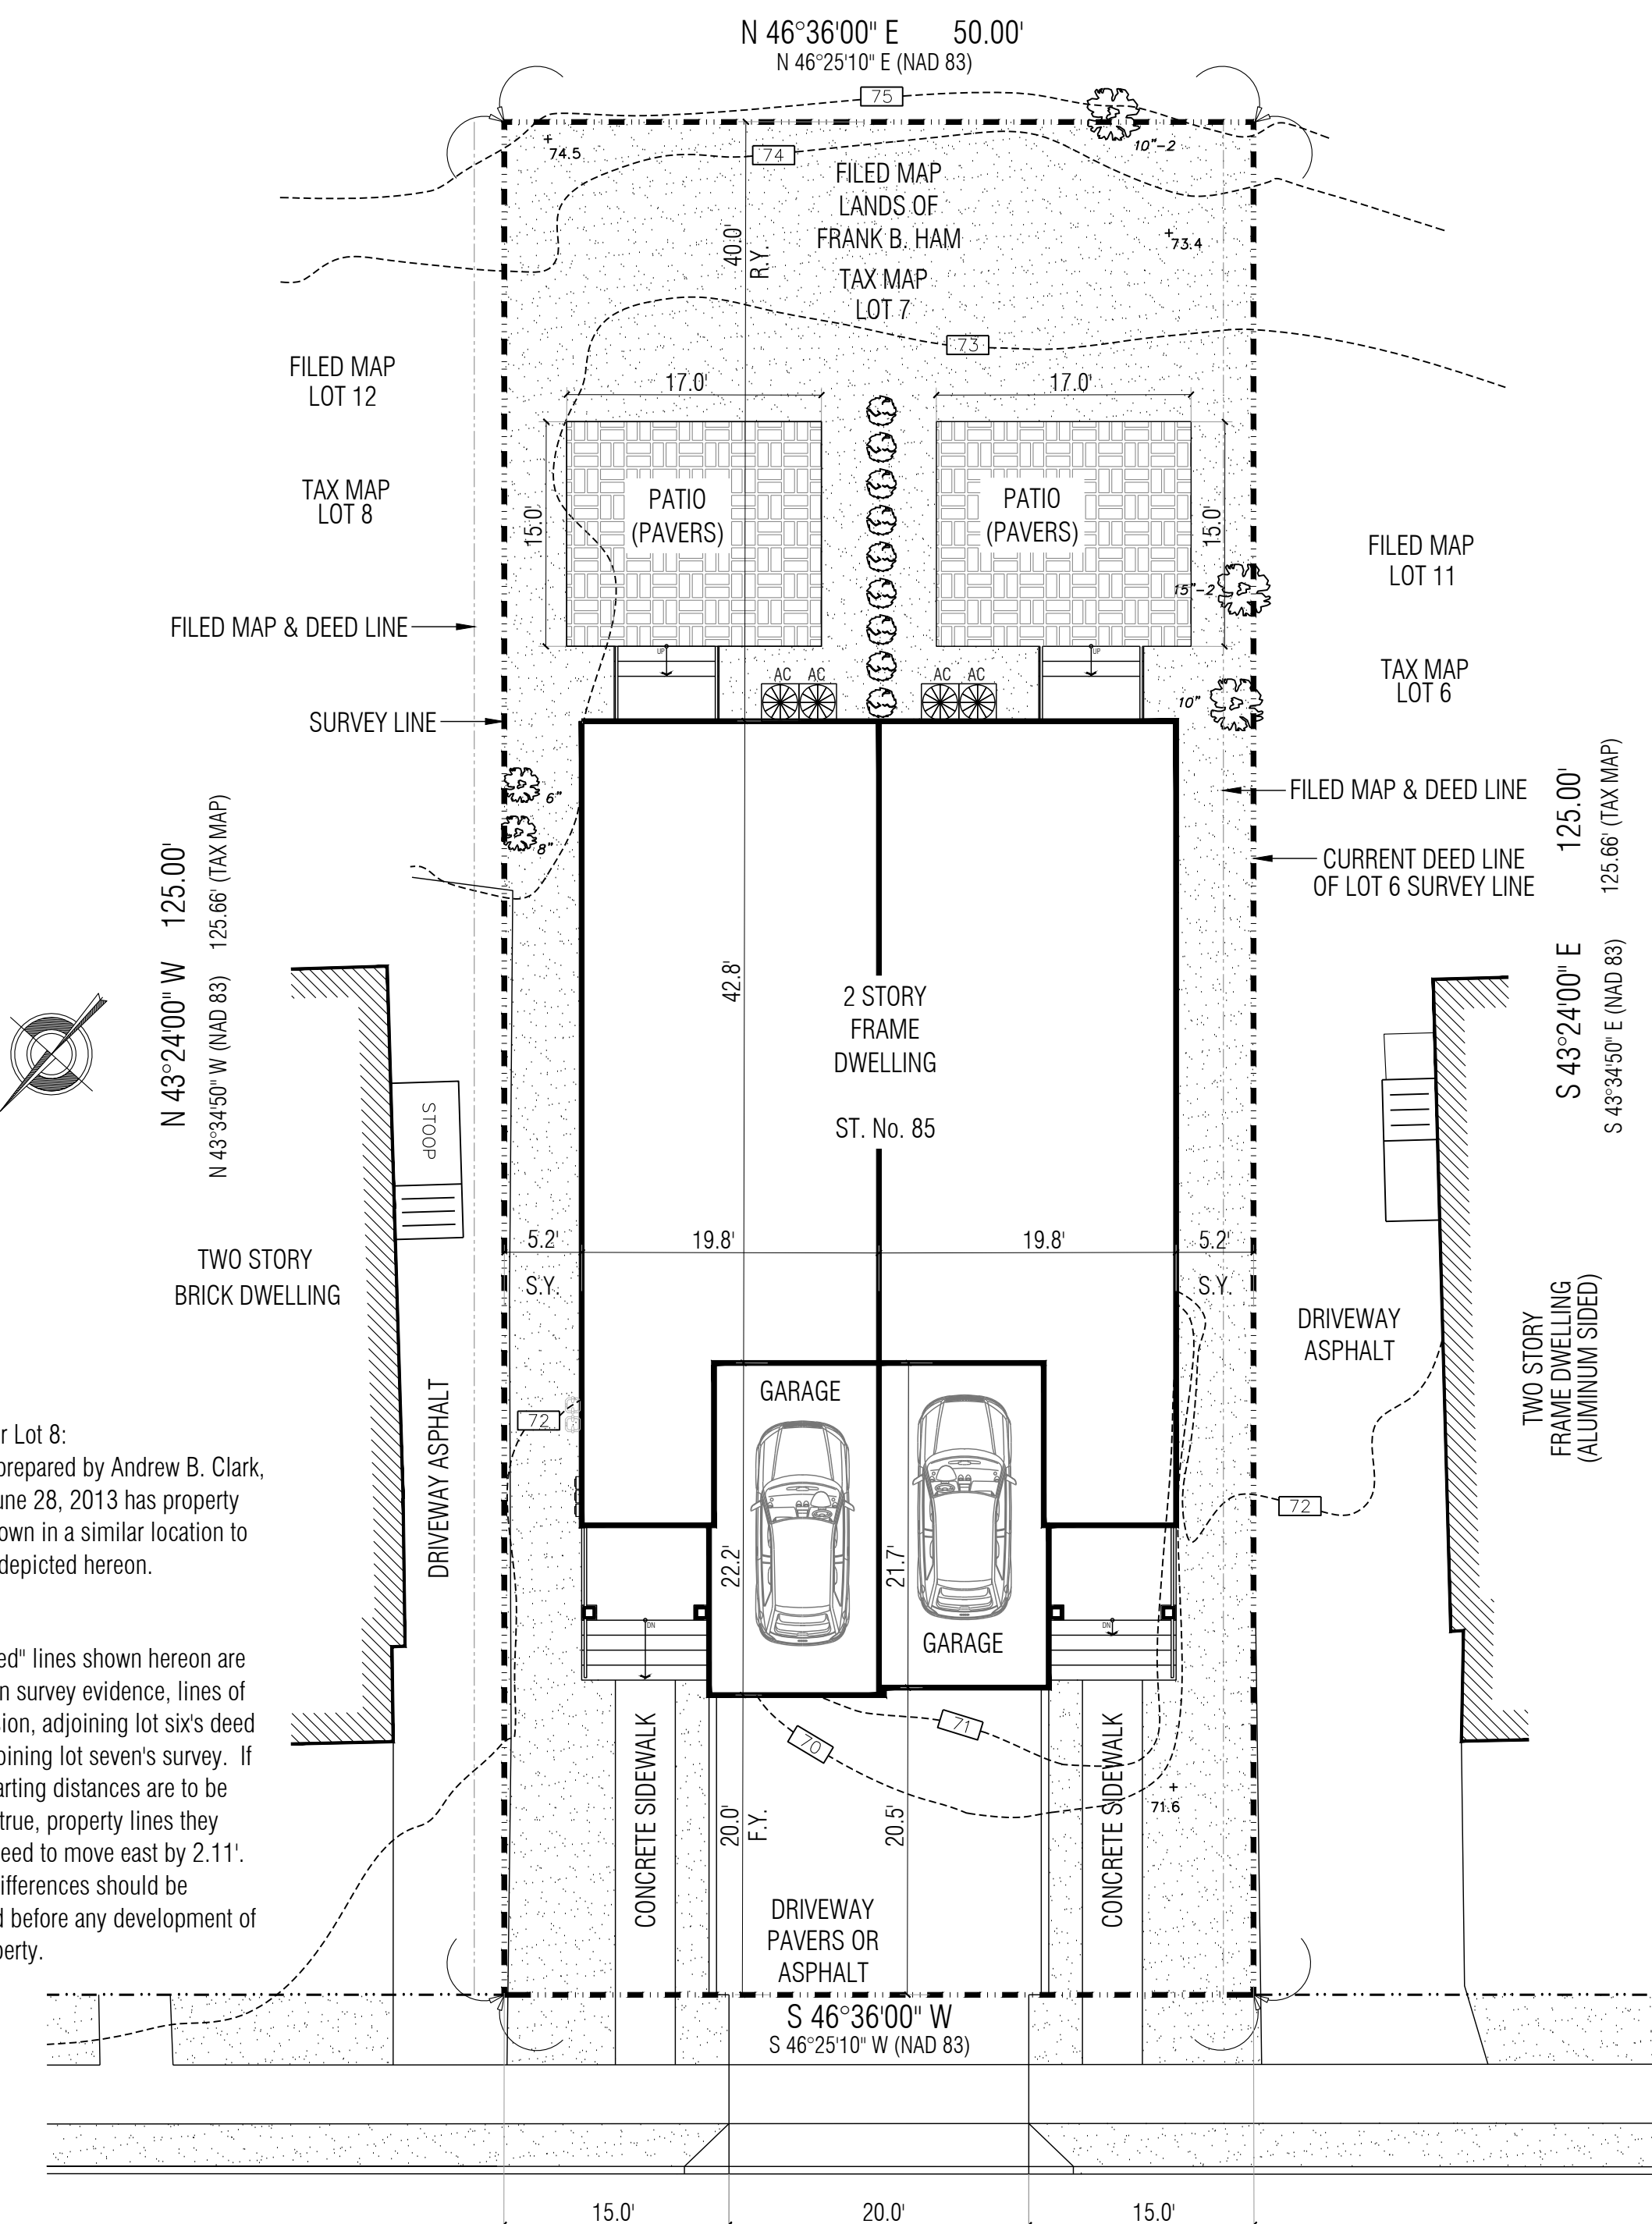 N 46°36'00" E 50.00'
N 46°25'10" E (NAD 83)
75
74
74.5
10"-2
FILED MAP
LANDS OF
FRANK B. HAM
TAX MAP
LOT 7
40.0'
R.Y.
73.4
73
FILED MAP
LOT 12
TAX MAP
LOT 8
17.0'
17.0'
15.0'
PATIO
(PAVERS)
PATIO
(PAVERS)
15.0'
15"-2
FILED MAP
LOT 11
TAX MAP
LOT 6
FILED MAP & DEED LINE
UP
UP
AC AC
AC AC
10"
SURVEY LINE
6"
8"
FILED MAP & DEED LINE
CURRENT DEED LINE
OF LOT 6 SURVEY LINE
N 43°24'00" W 125.00'
N 43°34'50" W (NAD 83) 125.66' (TAX MAP)
S 43°24'00" E 125.00'
S 43°34'50" E (NAD 83) 125.66' (TAX MAP)
42.8'
2 STORY
FRAME
DWELLING
ST. No. 85
STOOP
5.2'
19.8'
19.8'
5.2'
S.Y.
S.Y.
TWO STORY
BRICK DWELLING
DRIVEWAY
ASPHALT
TWO STORY
FRAME DWELLING
(ALUMINUM SIDED)
GARAGE
72
DRIVEWAY ASPHALT
72
22.2'
21.7'
GARAGE
DN
DN
r Lot 8:
prepared by Andrew B. Clark,
une 28, 2013 has property
own in a similar location to
depicted hereon.
ed" lines shown hereon are
n survey evidence, lines of
sion, adjoining lot six's deed
oining lot seven's survey. If
arting distances are to be
true, property lines they
eed to move east by 2.11'.
ifferences should be
d before any development of
perty.
71
70
CONCRETE SIDEWALK
20.0'
F.Y.
20.5'
CONCRETE SIDEWALK
71.6
DRIVEWAY
PAVERS OR
ASPHALT
S 46°36'00" W
S 46°25'10" W (NAD 83)
15.0'
20.0'
15.0'